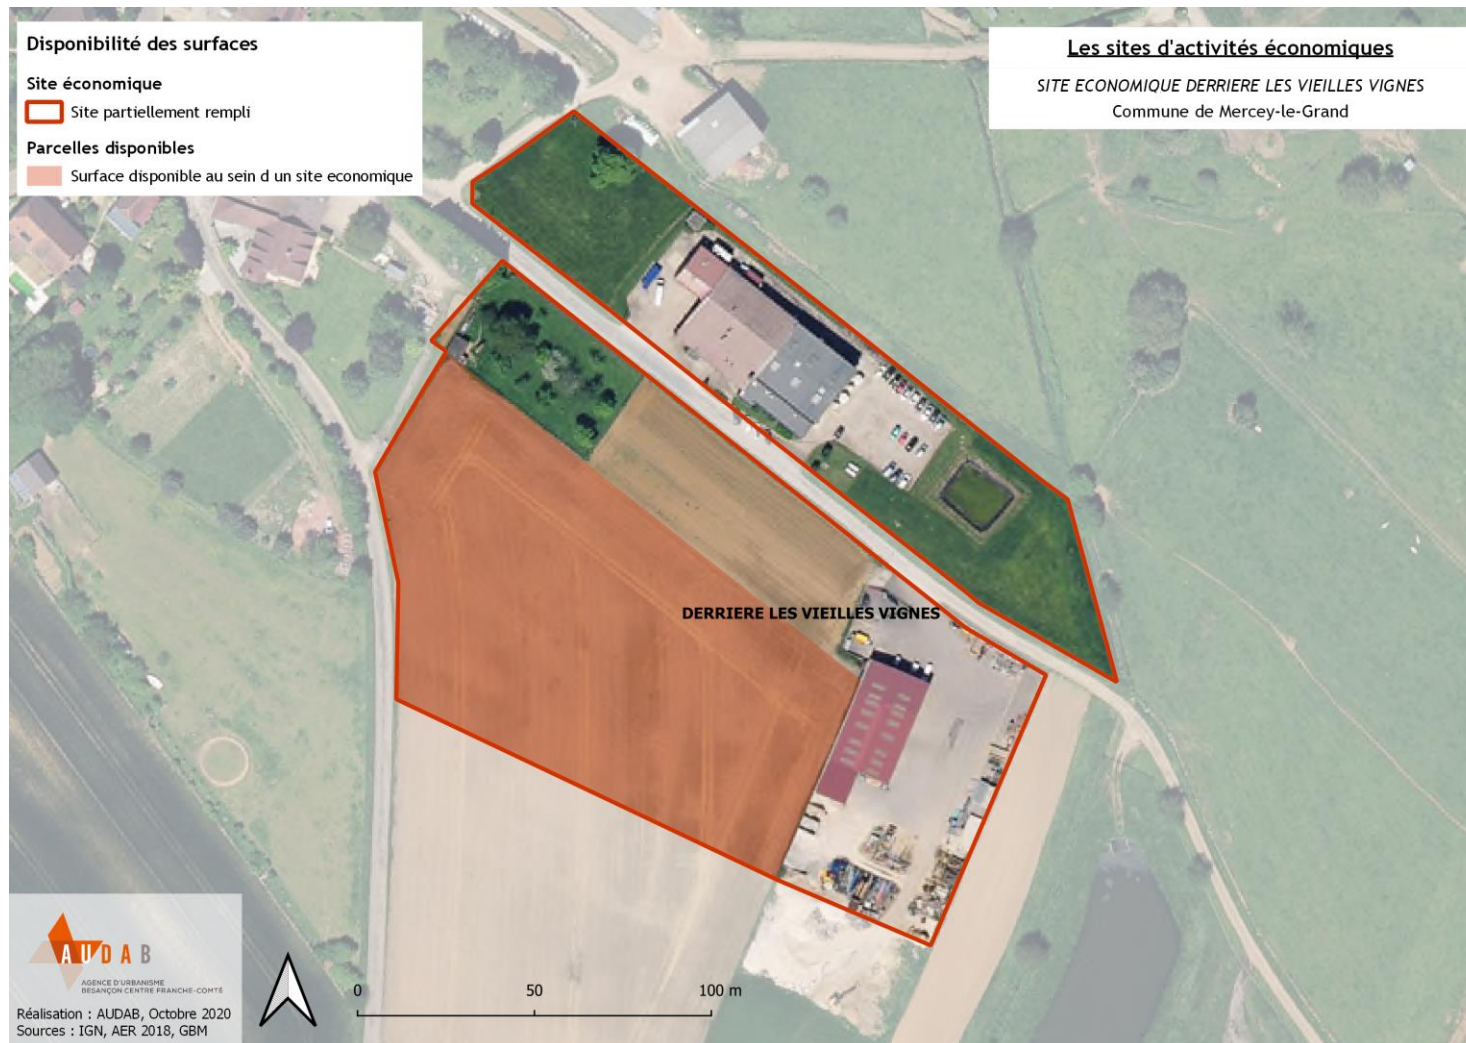 Disponibilité des surfaces
Site économique
Site partiellement rempli
Parcelles disponibles
Surface disponible au sein d un site economique
Les sites d'activités économiques
SITE ECONOMIQUE DERRIERE LES VIEILLES VIGNES
Commune de Mercey-le-Grand
DERRIERE LES VIEILLES VIGNES
AUDAB
AGENCE D'URBANISME
BESANÇON CENTRE FRANCHE-COMTÉ
Réalisation : AUDAB, Octobre 2020
Sources : IGN, AER 2018, GBM
0 50 100 m